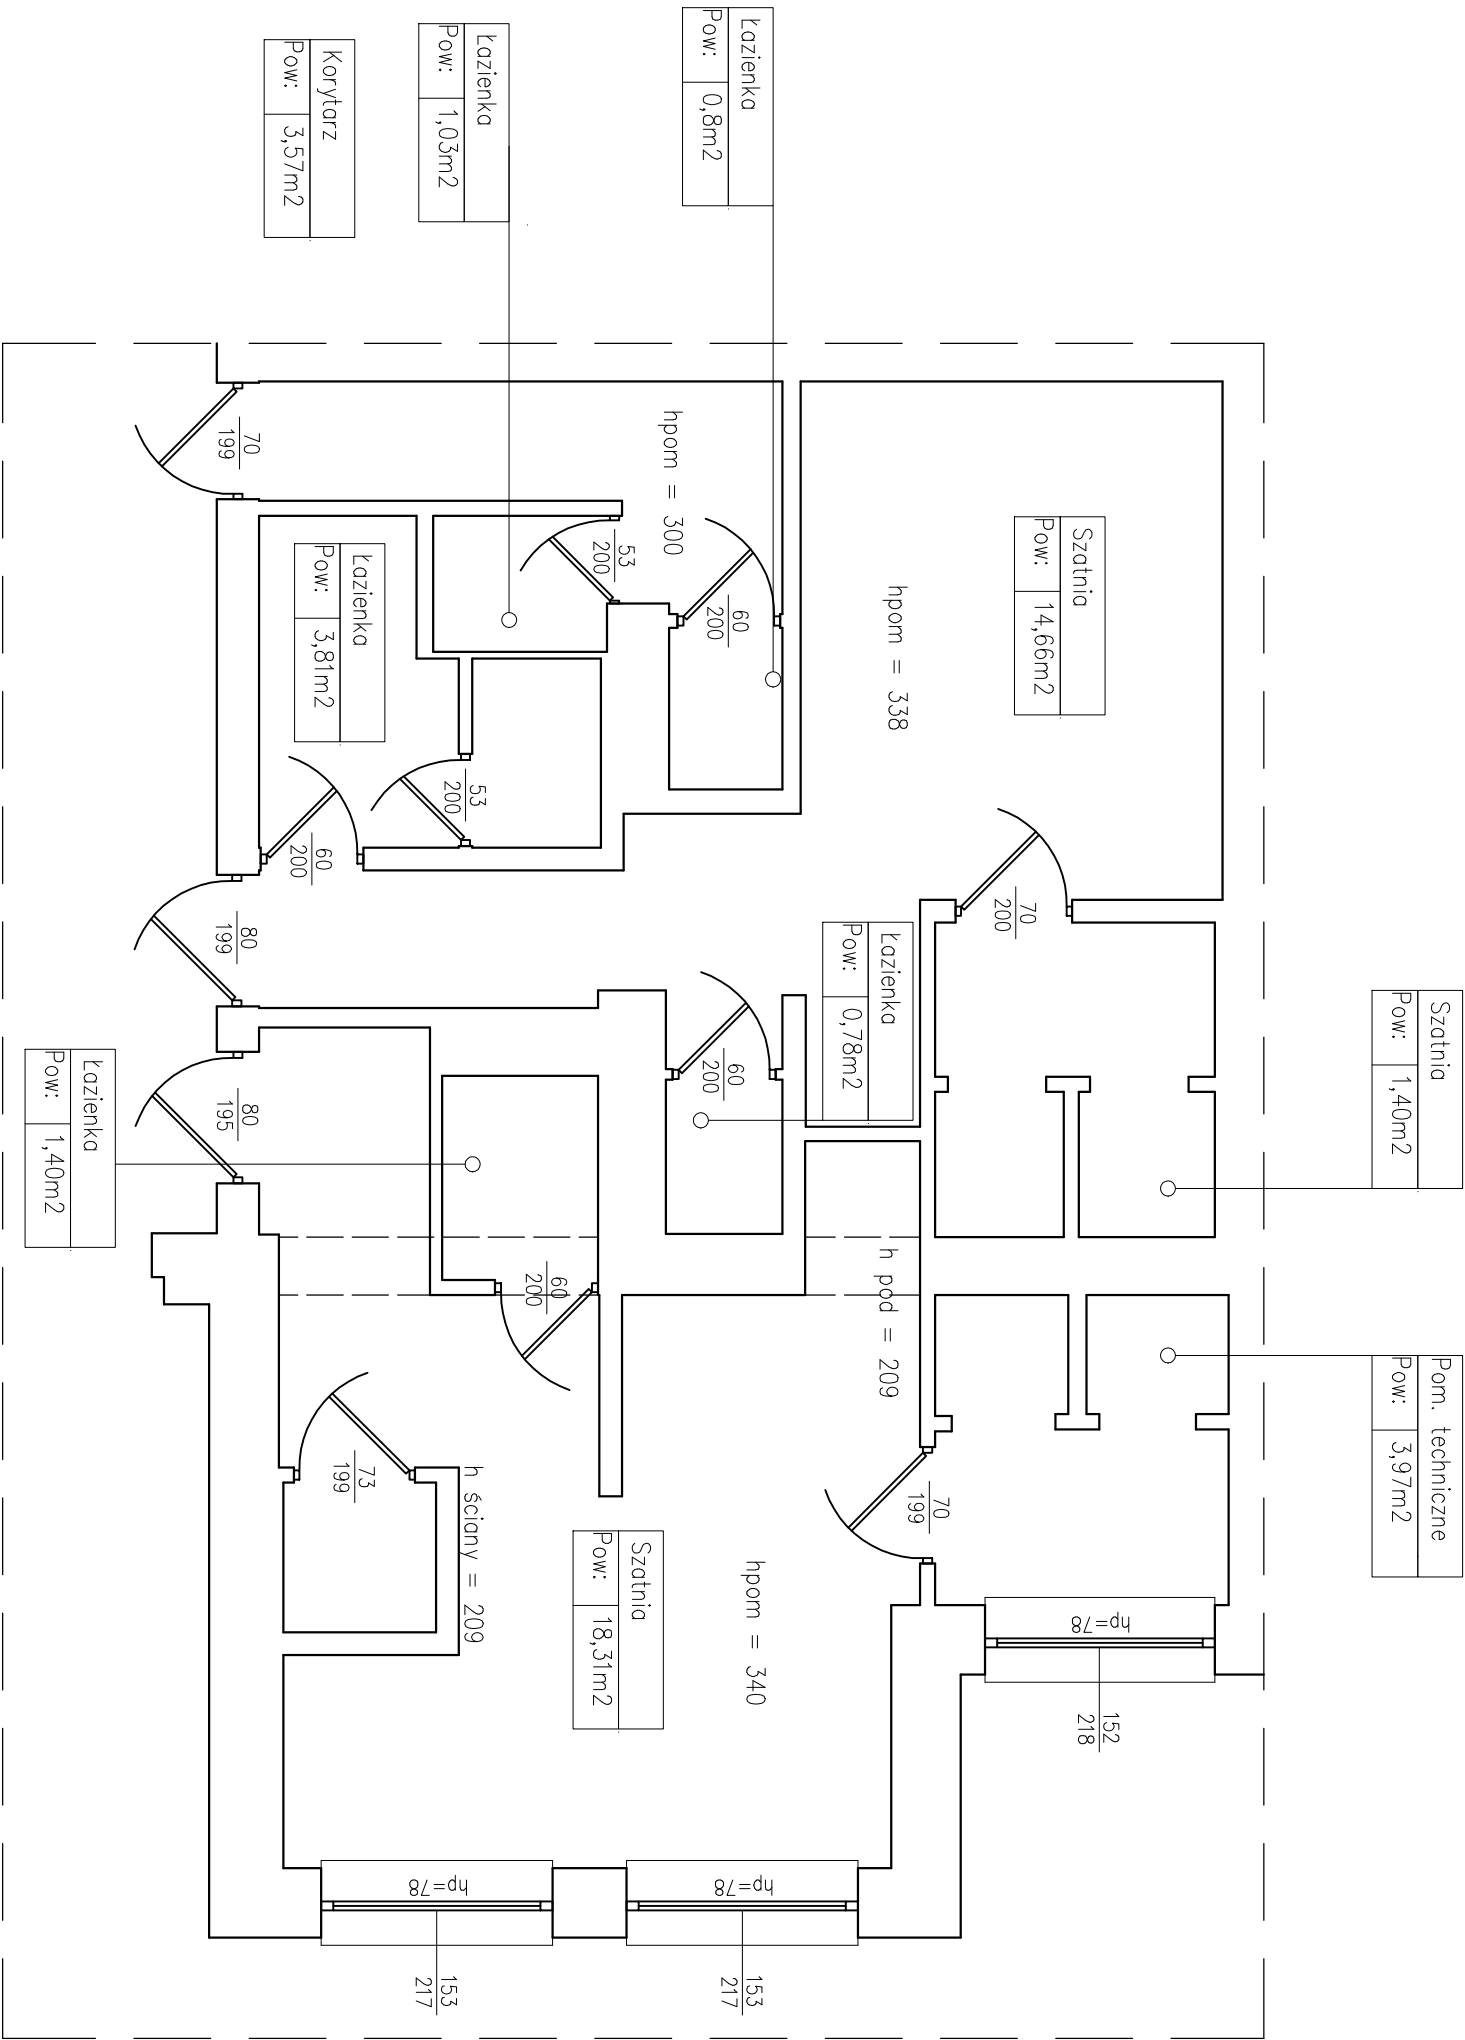 Łazienka
Pow: 0,8m2
Łazienka
Pow: 1,03m2
Korytarz
Pow: 3,57m2
Szatnia
Pow: 14,66m2
hpom = 338
hpom = 300
70
199
53
200
60
200
Łazienka
Pow: 3,81m2
53
200
60
200
70
200
80
199
Łazienka
Pow: 0,78m2
60
200
Szatnia
Pow: 1,40m2
80
195
Łazienka
Pow: 1,40m2
60
200
h pod = 209
Pom. techniczne
Pow: 3,97m2
73
199
h ściany = 209
70
199
Szatnia
Pow: 18,31m2
hpom = 340
hp=78
152
218
hp=78
153
217
hp=78
153
217